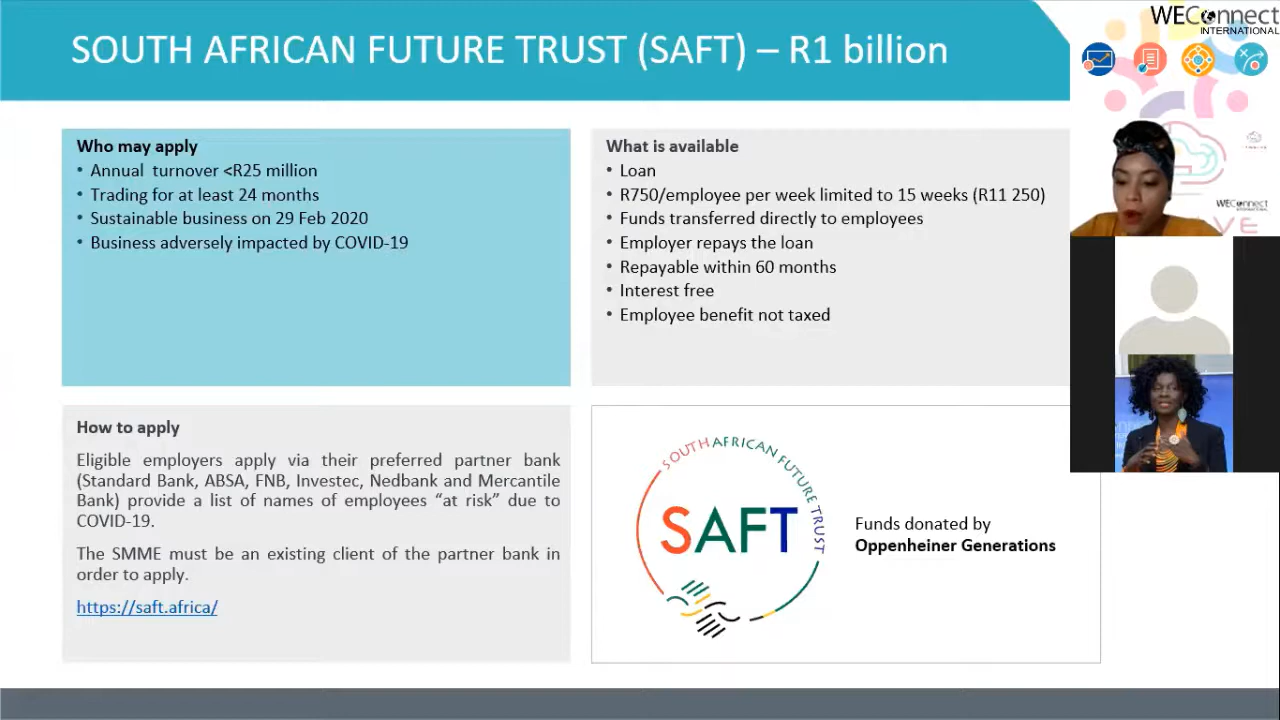 SOUTH AFRICAN FUTURE TRUST (SAFT) – R1 billion
WEConnect
INTERNATIONAL
Who may apply
• Annual turnover <R25 million
• Trading for at least 24 months
• Sustainable business on 29 Feb 2020
• Business adversely impacted by COVID-19
What is available
• Loan
• R750/employee per week limited to 15 weeks (R11 250)
• Funds transferred directly to employees
• Employer repays the loan
• Repayable within 60 months
• Interest free
• Employee benefit not taxed
WEConnect
INTERNATIONAL
VE
How to apply
Eligible employers apply via their preferred partner bank
(Standard Bank, ABSA, FNB, Investec, Nedbank and Mercantile
Bank) provide a list of names of employees “at risk” due to
COVID-19.
The SMME must be an existing client of the partner bank in
order to apply.
https://saft.africa/
SOUTH AFRICAN FUTURE TRUST
SAFT
Funds donated by
Oppenheiner Generations